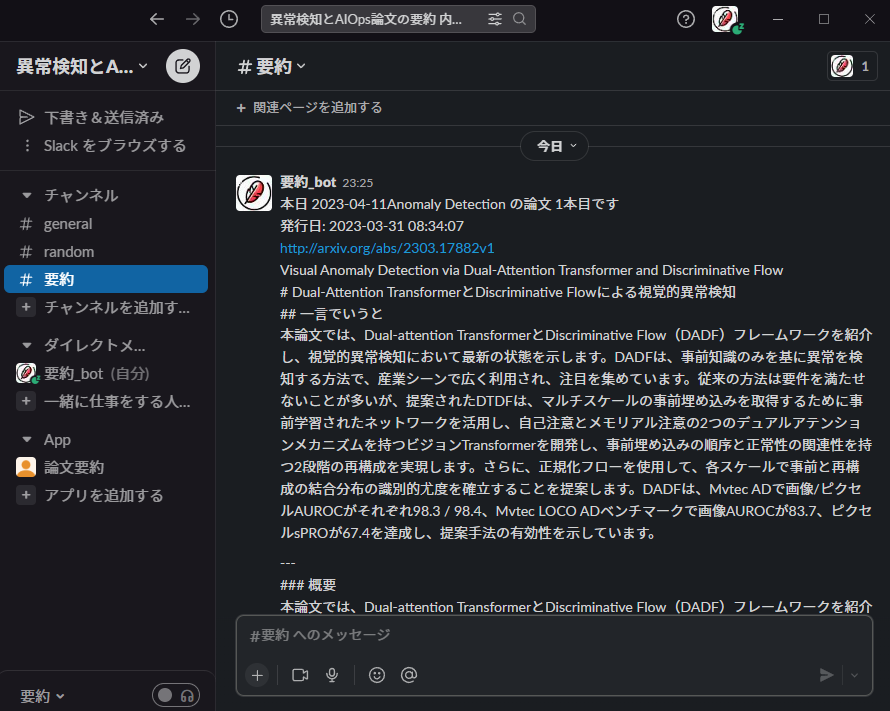 異常検知とAIOps論文の要約 内...
異常検知とA...
下書き＆送信済み
Slack をブラウズする
チャンネル
# general
# random
# 要約
+ チャンネルを追加す...
ダイレクトメ...
要約_bot （自分）
+ 一緒に仕事をする人...
App
論文要約
+ アプリを追加する
要約
# 要約
1
+ 関連ページを追加する
今日
要約_bot 23:25
本日 2023-04-11Anomaly Detection の論文 1本目です
発行日: 2023-03-31 08:34:07
http://arxiv.org/abs/2303.17882v1
Visual Anomaly Detection via Dual-Attention Transformer and Discriminative Flow
# Dual-Attention TransformerとDiscriminative Flowによる視覚的異常検知
## 一言でいうと
本論文では、Dual-attention TransformerとDiscriminative Flow（DADF）フレームワークを紹介
し、視覚的異常検知において最新の状態を示します。DADFは、事前知識のみを基に異常を検
知する方法で、産業シーンで広く利用され、注目を集めています。従来の方法は要件を満たせ
ないことが多いが、提案されたDTDFは、マルチスケールの事前埋め込みを取得するために事
前学習されたネットワークを活用し、自己注意とメモリアル注意の2つのデュアルアテンショ
ンメカニズムを持つビジョンTransformerを開発し、事前埋め込みの順序と正常性の関連性を持
つ2段階の再構成を実現します。さらに、正規化フローを使用して、各スケールで事前と再構
成の結合分布の識別的尤度を確立することを提案します。DADFは、Mvtec ADで画像/ピクセ
ルAUROCがそれぞれ98.3 / 98.4、Mvtec LOCO ADベンチマークで画像AUROCが83.7、ピクセ
ルsPROが67.4を達成し、提案手法の有効性を示しています。
---
### 概要
本論文では、Dual-attention TransformerとDiscriminative Flow（DADF）フレームワークを紹介
#要約 へのメッセージ